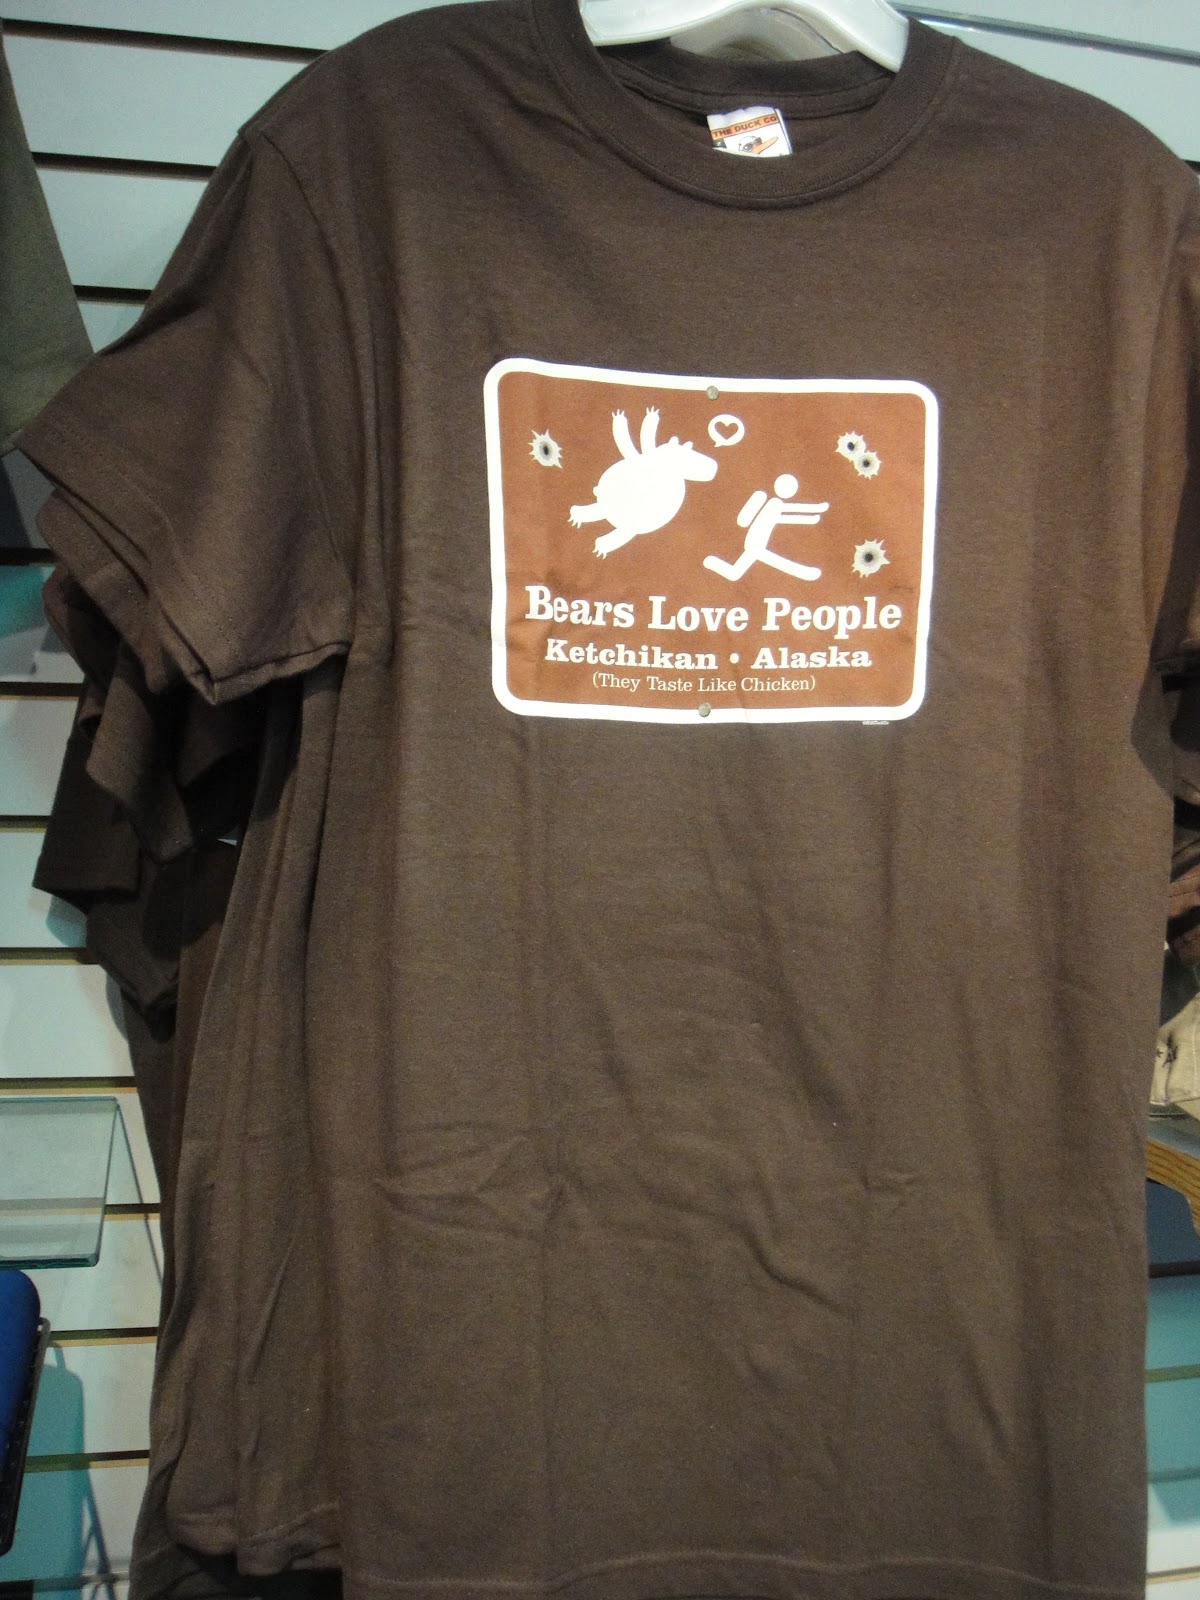 THE DUCK CO
Bears Love People
Ketchikan • Alaska
(They Taste Like Chicken)